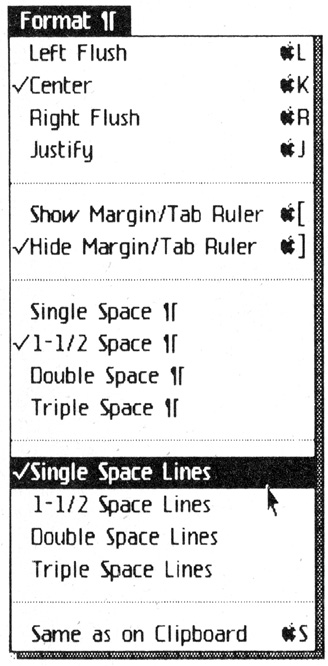 Format ¶
Left Flush L
✓Center K
Right Flush R
Justify J
Show Margin/Tab Ruler [
✓Hide Margin/Tab Ruler ]
Single Space ¶
✓1-1/2 Space ¶
Double Space ¶
Triple Space ¶
✓Single Space Lines
1-1/2 Space Lines
Double Space Lines
Triple Space Lines
Same as on Clipboard S